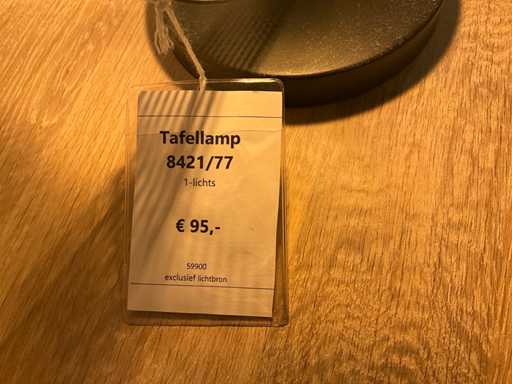 Tafellamp
8421/77
1-lichts
€ 95,-
59900
exclusief lichtbron